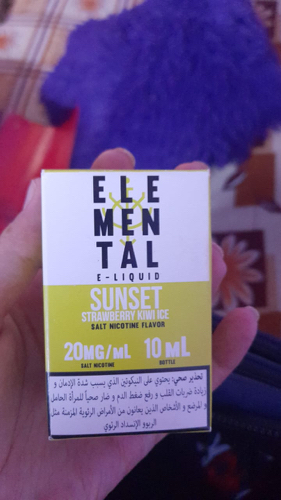 ELE
MEN
TAL
E-LIQUID
SUNSET
STRAWBERRY KIWI ICE
SALT NICOTINE FLAVOR
20MG/mL 10mL
SALT NICOTINE BOTTLE
تحذير صحي: يحتوي على النيكوتين الذي يسبب شدة الإدمان و
زيادة ضربات القلب و رفع ضغط الدم و ضار صحياً للمرأة الحامل
و المرضع و الأشخاص الذين يعانون من الأمراض الرئوية المزمنة مثل
الربو و الإنسداد الرئوي